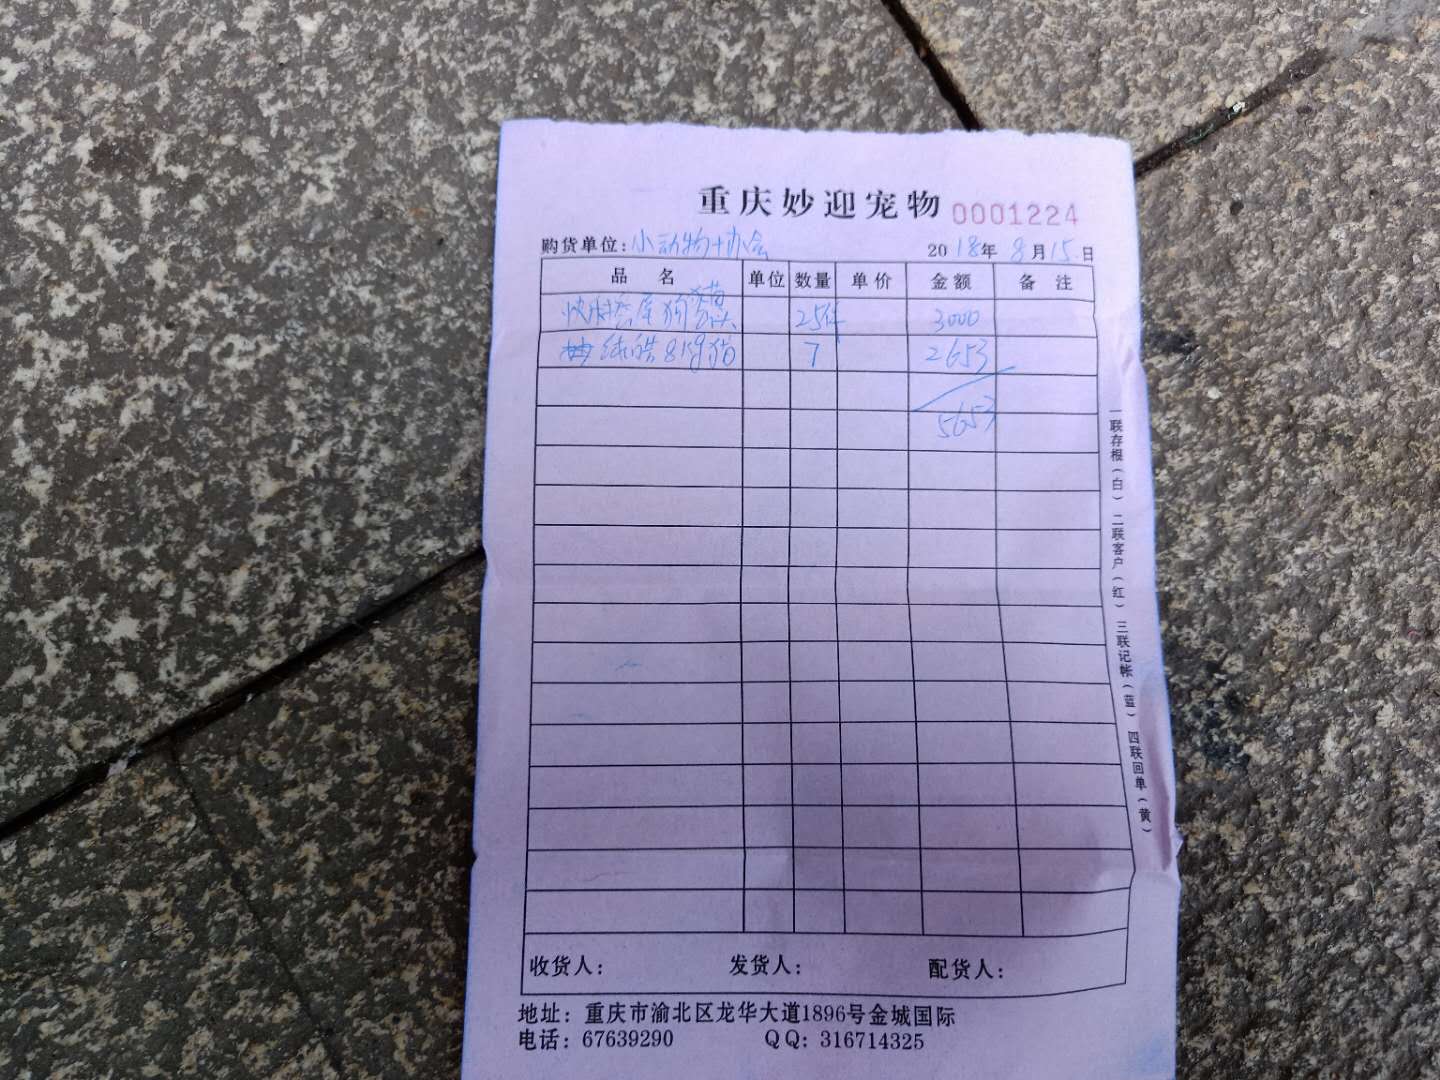 重庆妙迎宠物 0001224
购货单位:小动物协会 2018年8月15日
品 名 单位 数量 单价 金额 备 注
25件 3000
7 2653
5653
一联存根(白) 二联客户(红) 三联记帐(蓝) 四联回单(黄)
收货人: 发货人: 配货人:
地址: 重庆市渝北区龙华大道1896号金城国际
电话: 67639290 QQ: 316714325